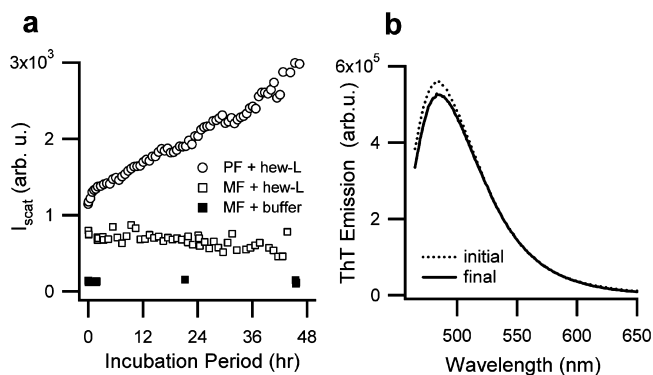 a
3x10³
2
1
0
I_scat (arb. u.)
PF + hew-L
MF + hew-L
MF + buffer
0 12 24 36 48
Incubation Period (hr)
b
6x10⁵
4
2
0
ThT Emission (arb.u.)
initial
final
500 550 600 650
Wavelength (nm)